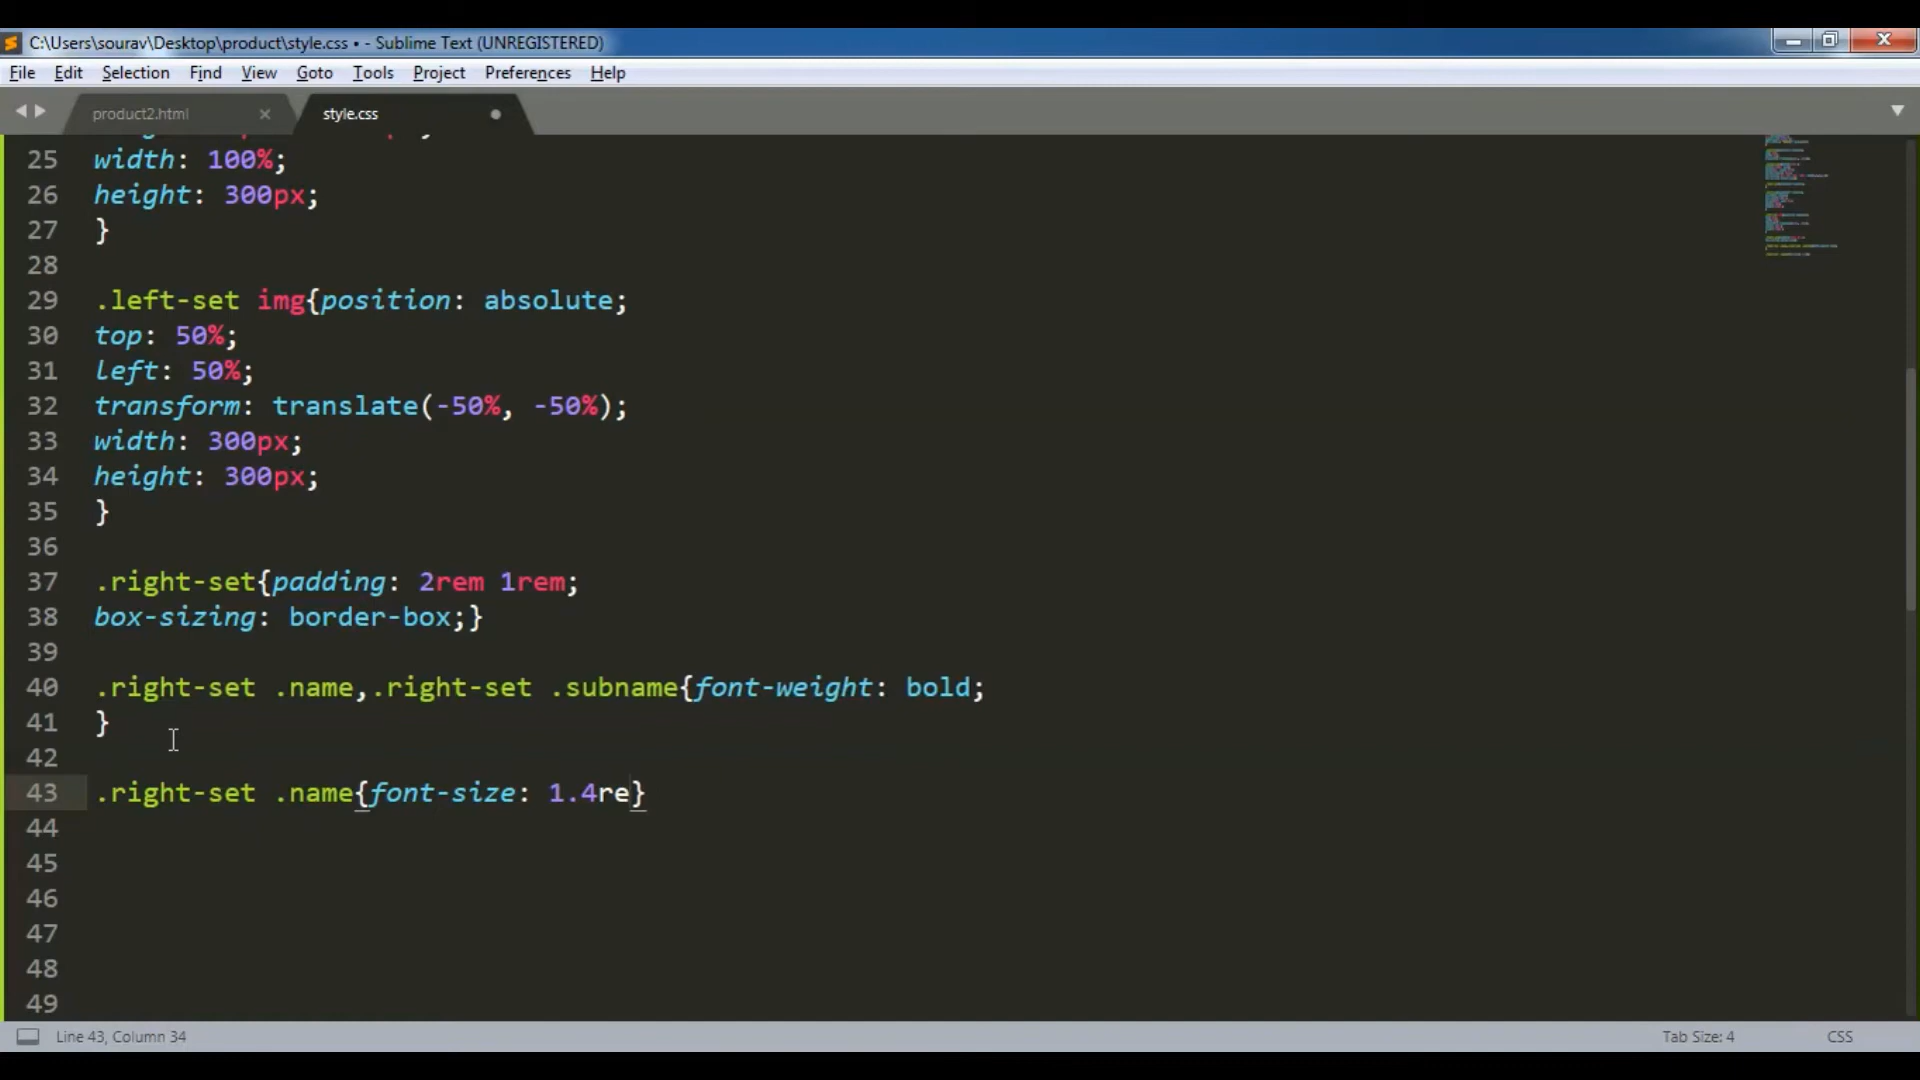 C:\Users\sourav\Desktop\product\style.css • - Sublime Text (UNREGISTERED)
File Edit Selection Find View Goto Tools Project Preferences Help
product2.html × style.css
25 width: 100%;
26 height: 300px;
27 }
28
29 .left-set img{position: absolute;
30 top: 50%;
31 left: 50%;
32 transform: translate(-50%, -50%);
33 width: 300px;
34 height: 300px;
35 }
36
37 .right-set{padding: 2rem 1rem;
38 box-sizing: border-box;}
39
40 .right-set .name,.right-set .subname{font-weight: bold;
41 }
42
43 .right-set .name{font-size: 1.4re}
44
45
46
47
48
49
Line 43, Column 34 Tab Size: 4 CSS